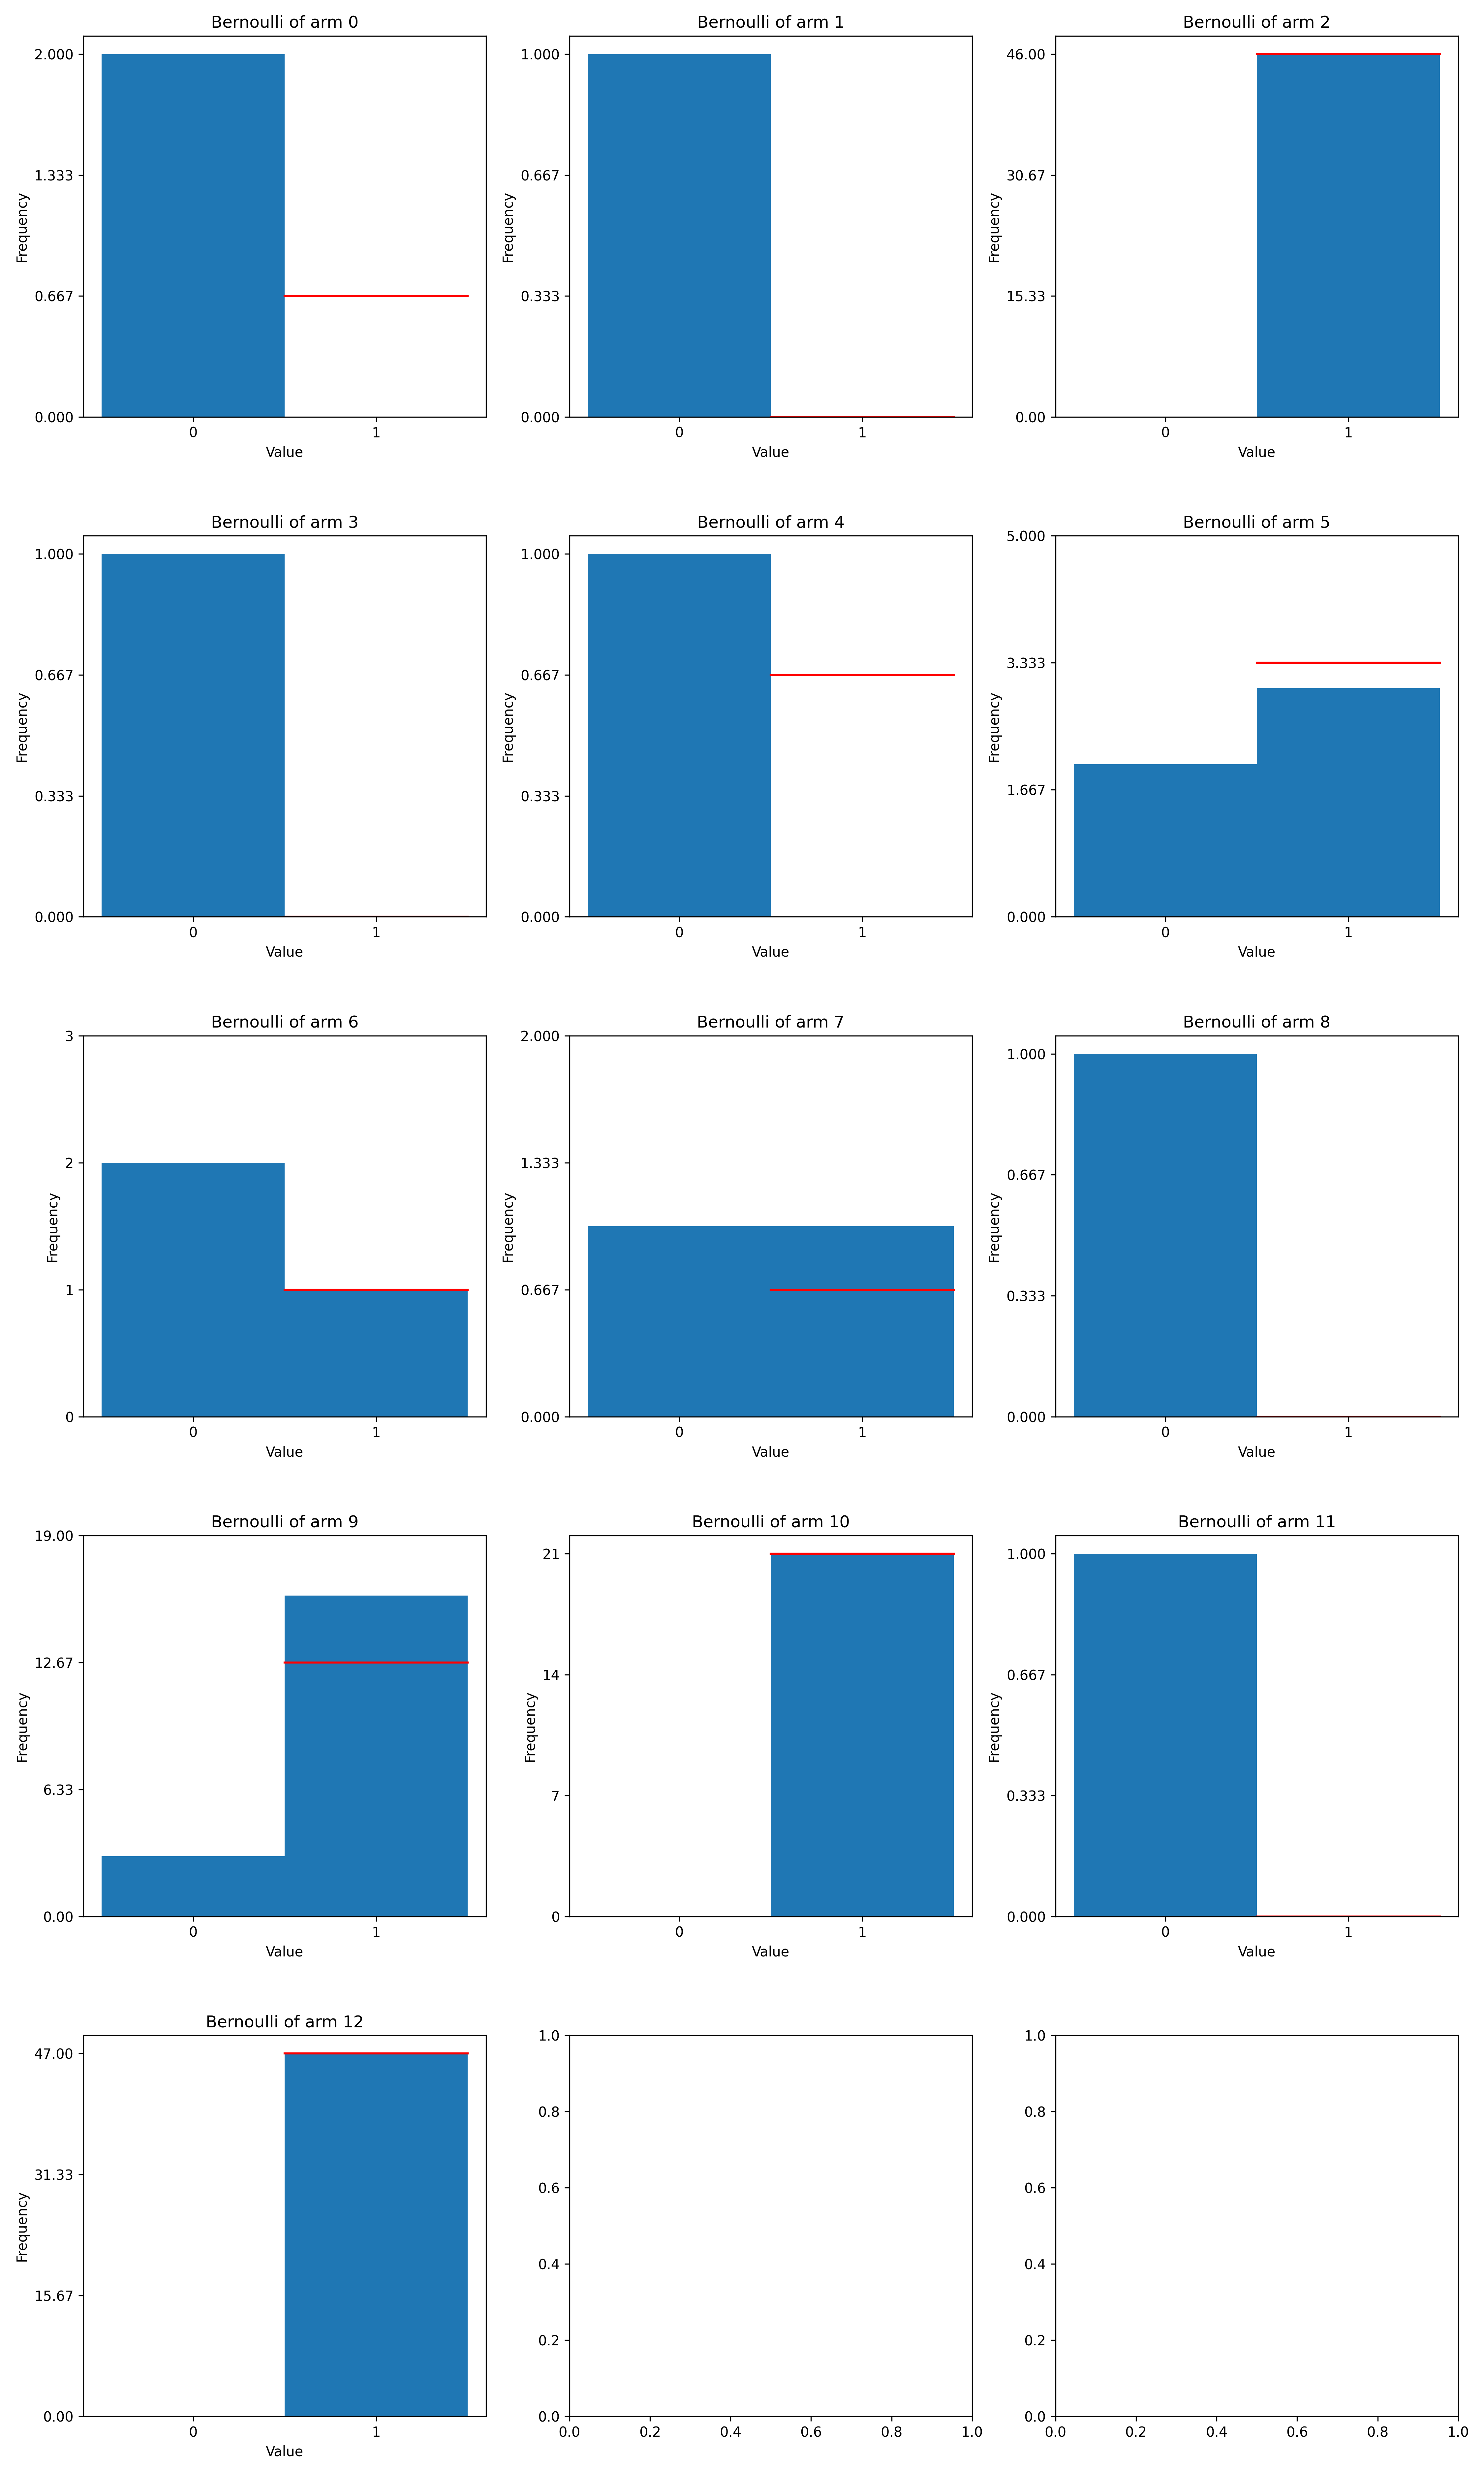 Bernoulli of arm 0
Bernoulli of arm 1
Bernoulli of arm 2
2.000
1.333
0.667
0.000
Frequency
0 1
Value
1.000
0.667
0.333
0.000
Frequency
0 1
Value
46.00
30.67
15.33
0.00
Frequency
0 1
Value
Bernoulli of arm 3
Bernoulli of arm 4
Bernoulli of arm 5
1.000
0.667
0.333
0.000
Frequency
0 1
Value
1.000
0.667
0.333
0.000
Frequency
0 1
Value
5.000
3.333
1.667
0.000
Frequency
0 1
Value
Bernoulli of arm 6
Bernoulli of arm 7
Bernoulli of arm 8
3
2
1
0
Frequency
0 1
Value
2.000
1.333
0.667
0.000
Frequency
0 1
Value
1.000
0.667
0.333
0.000
Frequency
0 1
Value
Bernoulli of arm 9
Bernoulli of arm 10
Bernoulli of arm 11
19.00
12.67
6.33
0.00
Frequency
0 1
Value
21
14
7
0
Frequency
0 1
Value
1.000
0.667
0.333
0.000
Frequency
0 1
Value
Bernoulli of arm 12
47.00
31.33
15.67
0.00
Frequency
0 1
Value
1.0
0.8
0.6
0.4
0.2
0.0
0.0 0.2 0.4 0.6 0.8 1.0
1.0
0.8
0.6
0.4
0.2
0.0
0.0 0.2 0.4 0.6 0.8 1.0